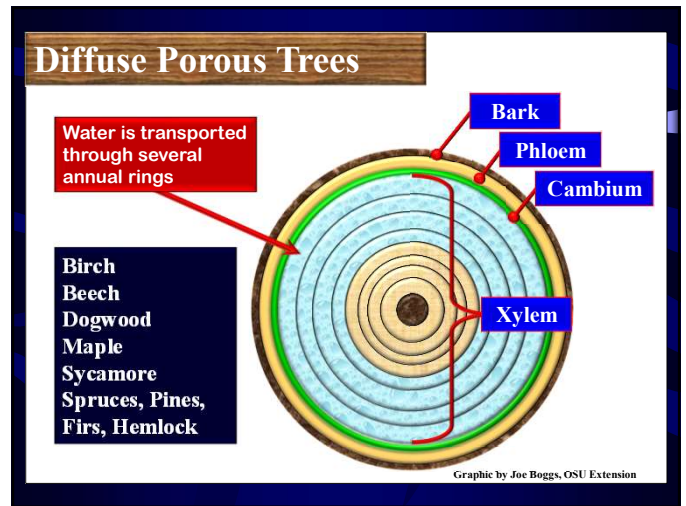 Diffuse Porous Trees
Water is transported
through several
annual rings
Bark
Phloem
Cambium
Xylem
Birch
Beech
Dogwood
Maple
Sycamore
Spruces, Pines,
Firs, Hemlock
Graphic by Joe Boggs, OSU Extension